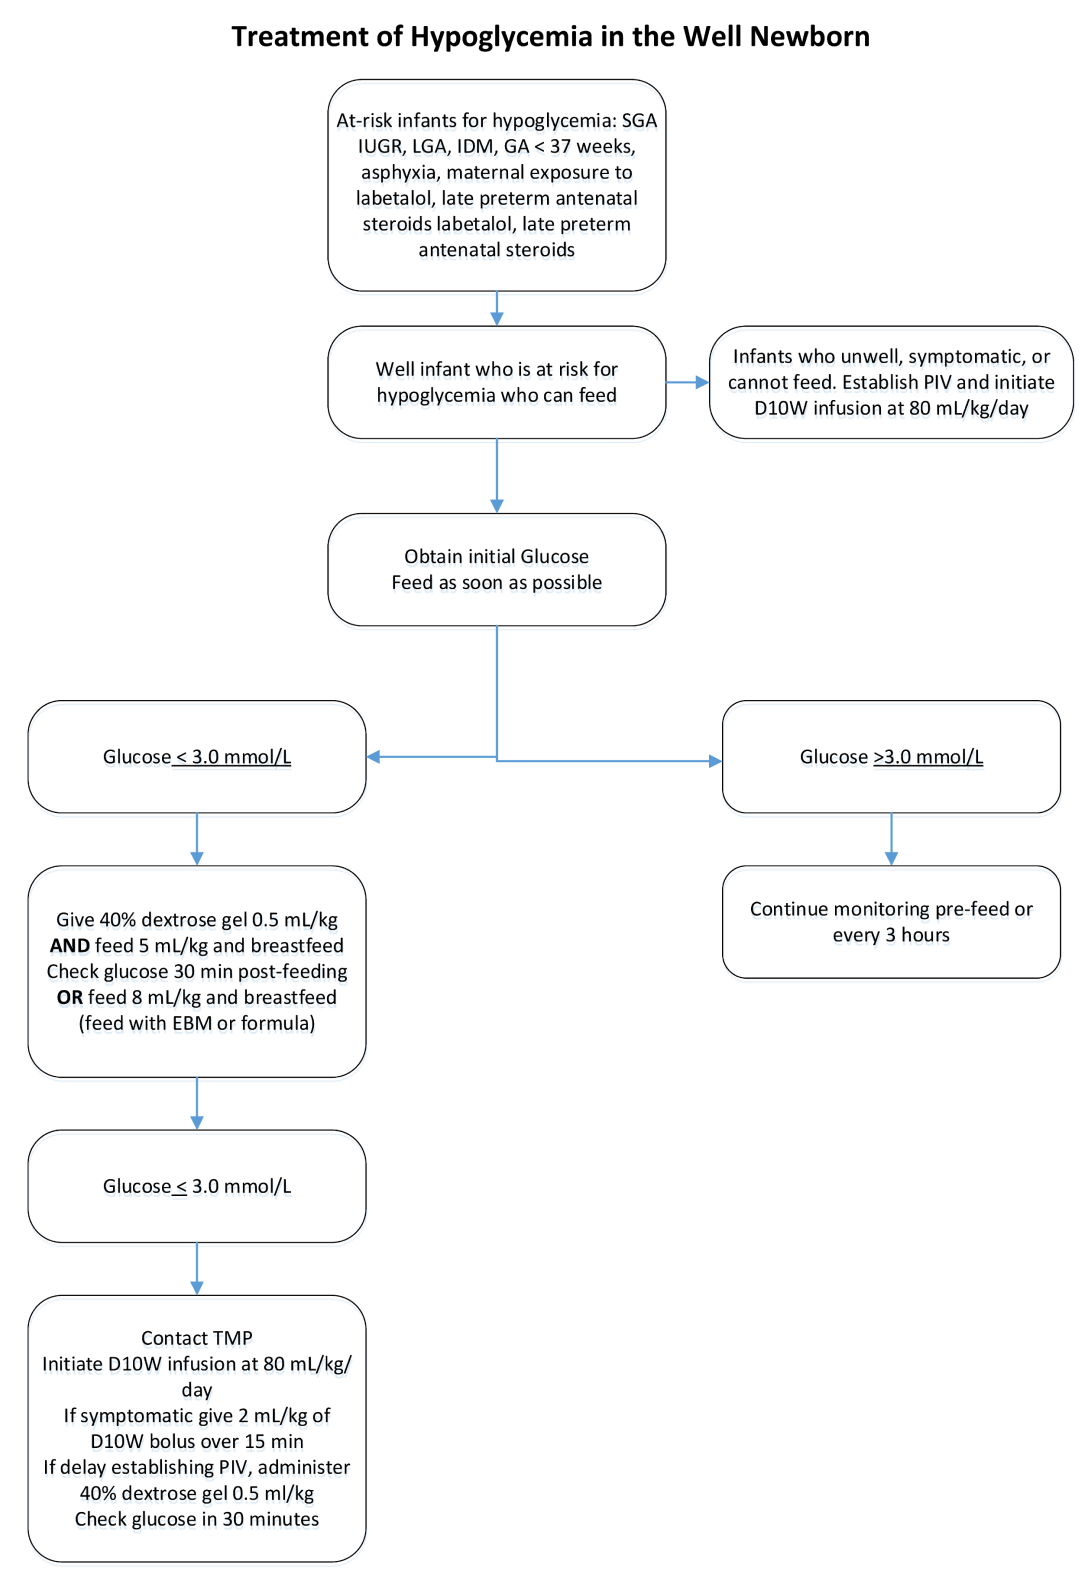 Treatment of Hypoglycemia in the Well Newborn
At-risk infants for hypoglycemia: SGA
IUGR, LGA, IDM, GA < 37 weeks,
asphyxia, maternal exposure to
labetalol, late preterm antenatal
steroids labetalol, late preterm
antenatal steroids
Well infant who is at risk for
hypoglycemia who can feed
Infants who unwell, symptomatic, or
cannot feed. Establish PIV and initiate
D10W infusion at 80 mL/kg/day
Obtain initial Glucose
Feed as soon as possible
Glucose < 3.0 mmol/L
Glucose >3.0 mmol/L
Give 40% dextrose gel 0.5 mL/kg
AND feed 5 mL/kg and breastfeed
Check glucose 30 min post-feeding
OR feed 8 mL/kg and breastfeed
(feed with EBM or formula)
Continue monitoring pre-feed or
every 3 hours
Glucose < 3.0 mmol/L
Contact TMP
Initiate D10W infusion at 80 mL/kg/
day
If symptomatic give 2 mL/kg of
D10W bolus over 15 min
If delay establishing PIV, administer
40% dextrose gel 0.5 ml/kg
Check glucose in 30 minutes